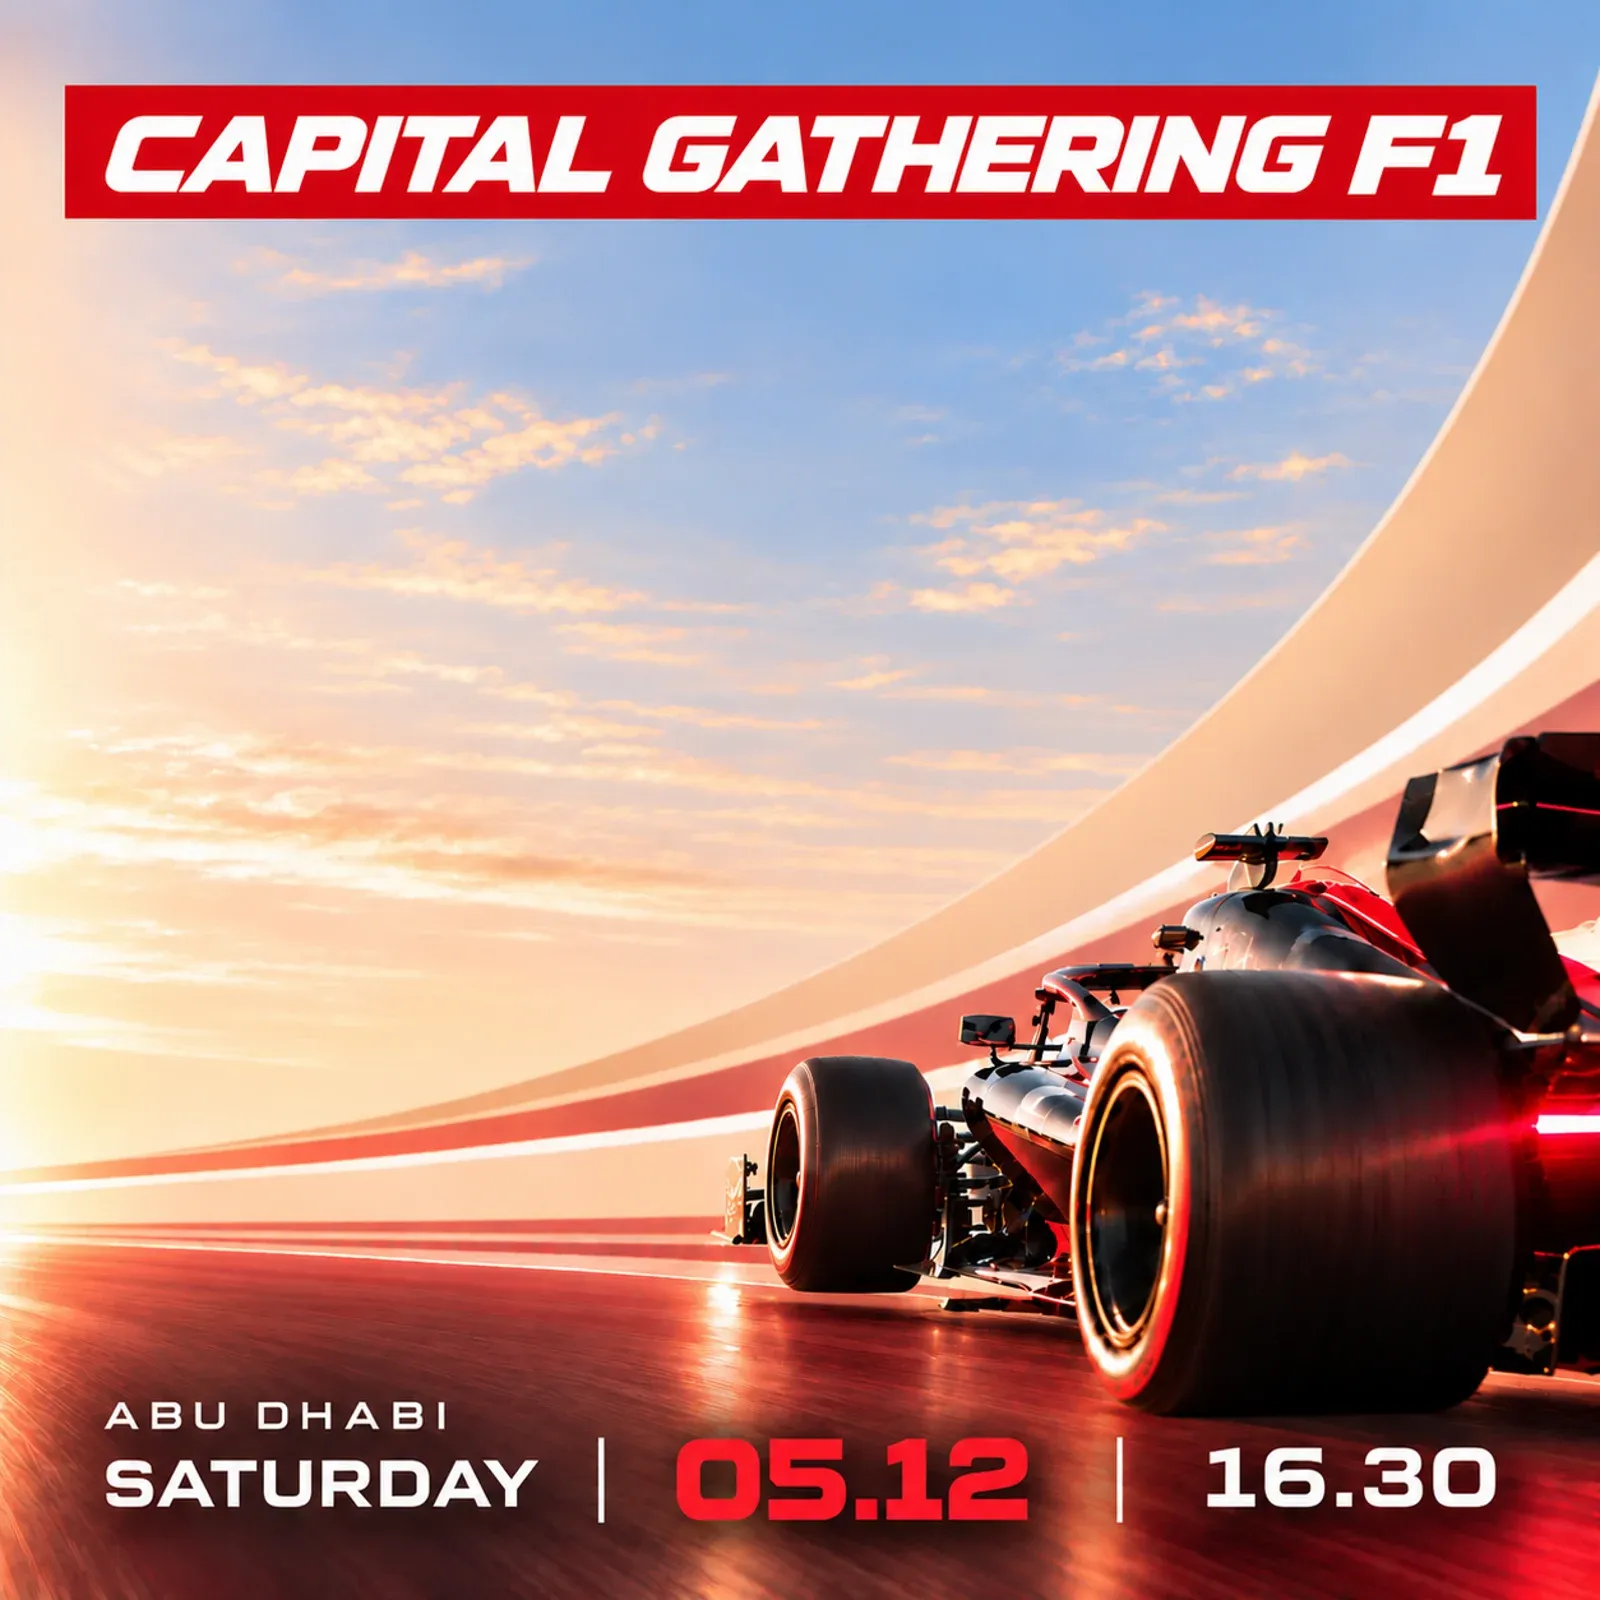 CAPITAL GATHERING F1
ABU DHABI
SATURDAY | 05.12 | 16.30